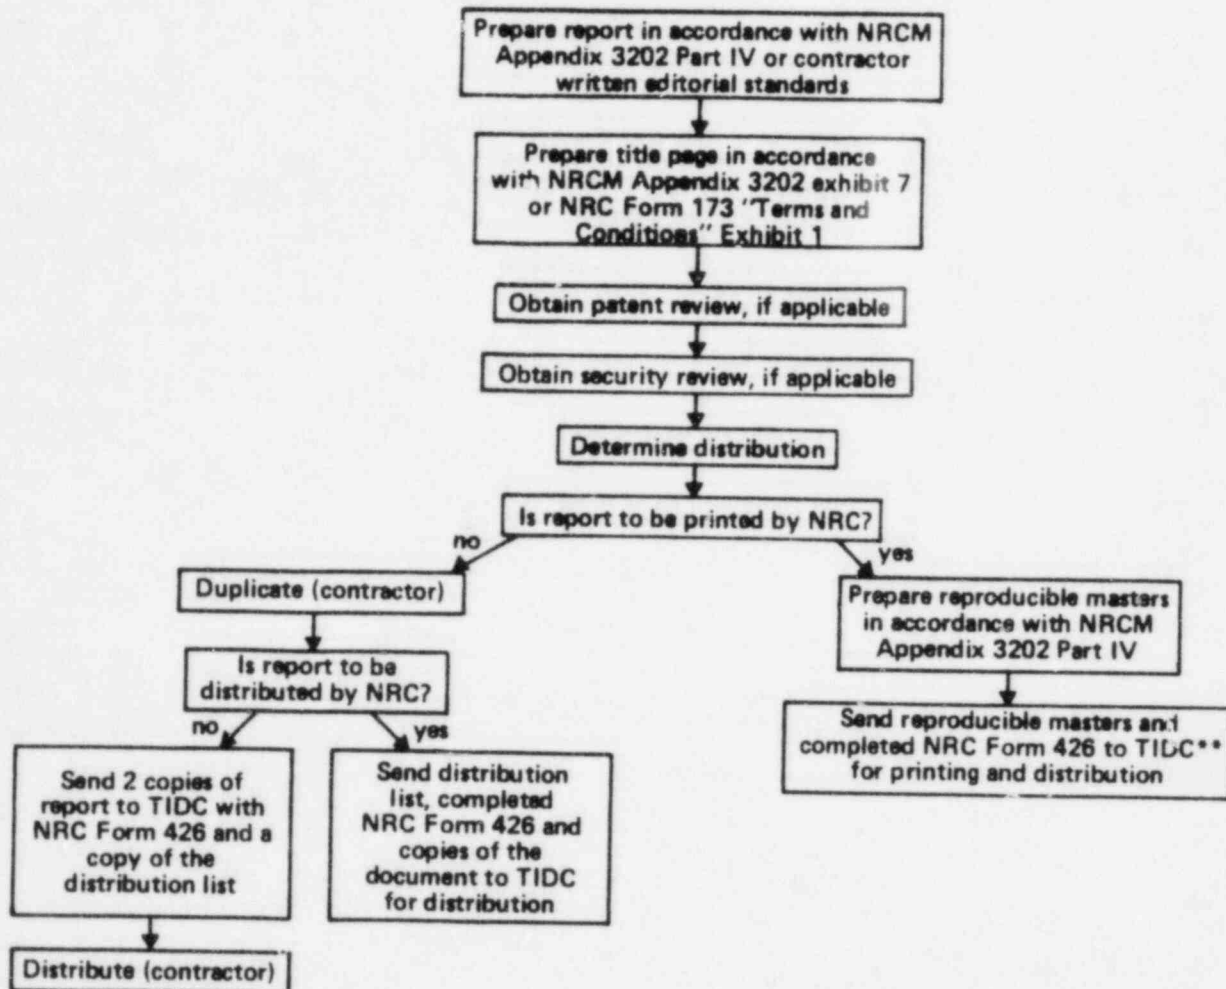 Prepare report in accordance with NRCM
Appendix 3202 Part IV or contractor
written editorial standards
Prepare title page in accordance
with NRCM Appendix 3202 exhibit 7
or NRC Form 173 "Terms and
Conditions" Exhibit 1
Obtain patent review, if applicable
Obtain security review, if applicable
Determine distribution
Is report to be printed by NRC?
no
yes
Duplicate (contractor)
Is report to be
distributed by NRC?
no
yes
Send 2 copies of
report to TIDC with
NRC Form 426 and a
copy of the
distribution list
Distribute (contractor)
Send distribution
list, completed
NRC Form 426 and
copies of the
document to TIDC
for distribution
Prepare reproducible masters
in accordance with NRCM
Appendix 3202 Part IV
Send reproducible masters and
completed NRC Form 426 to TIDC**
for printing and distribution